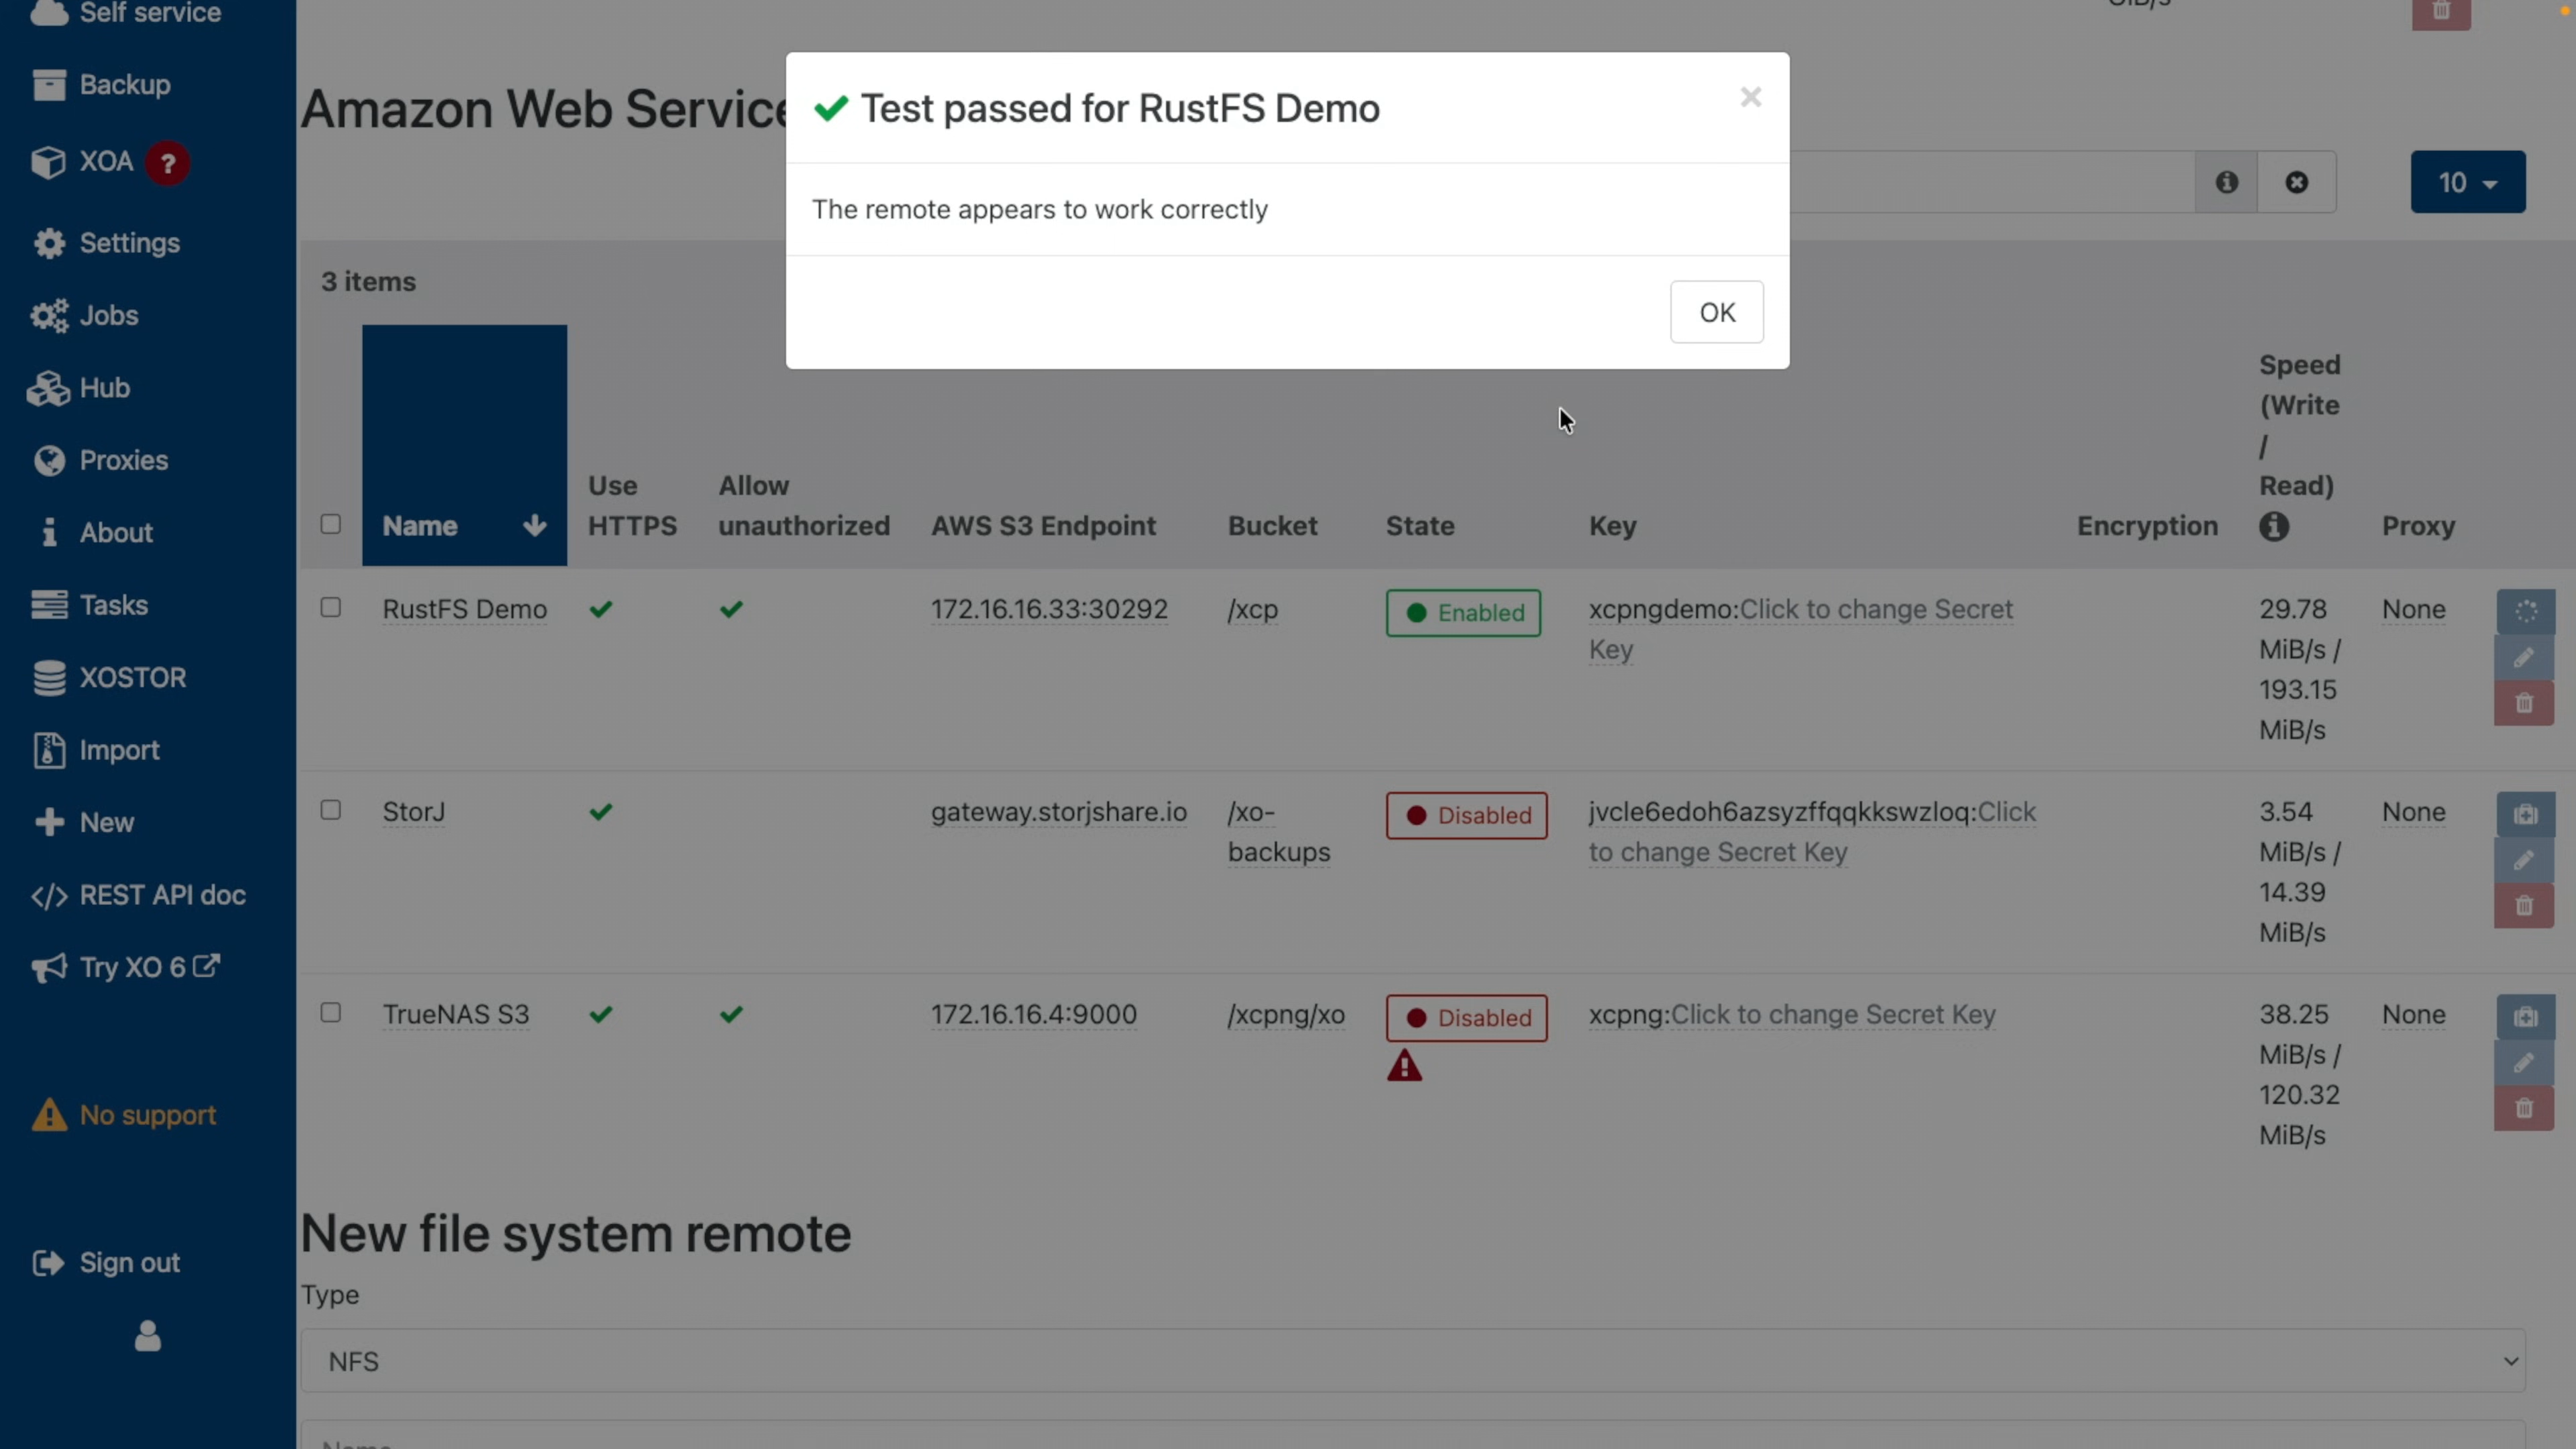 Self service
Backup
XOA ?
Settings
Jobs
Hub
Proxies
About
Tasks
XOSTOR
Import
New
REST API doc
Try XO 6
No support
Sign out
Amazon Web Service
Test passed for RustFS Demo
×
The remote appears to work correctly
OK
10
3 items
Name
Use
HTTPS
Allow
unauthorized
AWS S3 Endpoint
Bucket
State
Key
Encryption
Speed
(Write
/
Read)
Proxy
RustFS Demo
172.16.16.33:30292
/xcp
Enabled
xcpngdemo:Click to change Secret
Key
29.78
MiB/s /
193.15
MiB/s
None
StorJ
gateway.storjshare.io
/xo-
backups
Disabled
jvcle6edoh6azsyzffqqkkswzloq:Click
to change Secret Key
3.54
MiB/s /
14.39
MiB/s
None
TrueNAS S3
172.16.16.4:9000
/xcpng/xo
Disabled
xcpng:Click to change Secret Key
38.25
MiB/s /
120.32
MiB/s
None
New file system remote
Type
NFS